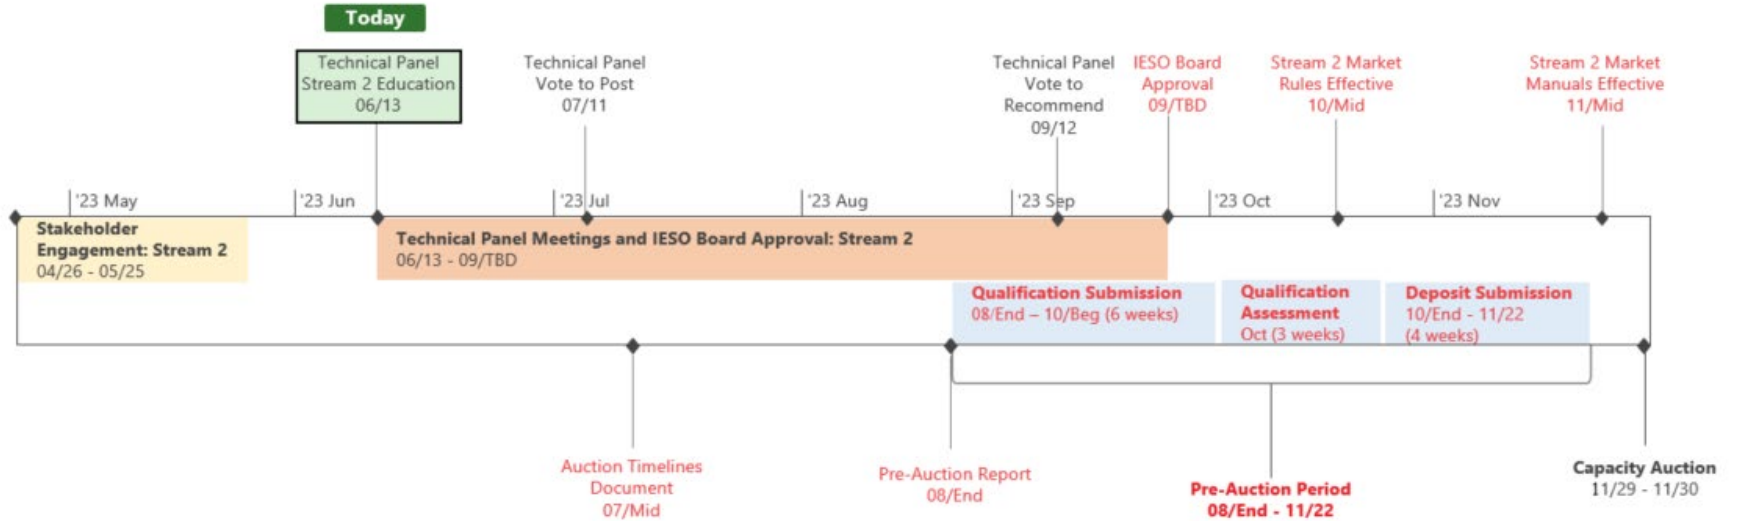 Today
Technical Panel
Stream 2 Education
06/13
Technical Panel
Vote to Post
07/11
Technical Panel
Vote to
Recommend
09/12
IESO Board
Approval
09/TBD
Stream 2 Market
Rules Effective
10/Mid
Stream 2 Market
Manuals Effective
11/Mid
'23 May
'23 Jun
'23 Jul
'23 Aug
'23 Sep
'23 Oct
'23 Nov
Stakeholder
Engagement: Stream 2
04/26 - 05/25
Technical Panel Meetings and IESO Board Approval: Stream 2
06/13 - 09/TBD
Qualification Submission
08/End – 10/Beg (6 weeks)
Qualification
Assessment
Oct (3 weeks)
Deposit Submission
10/End - 11/22
(4 weeks)
Auction Timelines
Document
07/Mid
Pre-Auction Report
08/End
Pre-Auction Period
08/End - 11/22
Capacity Auction
11/29 - 11/30